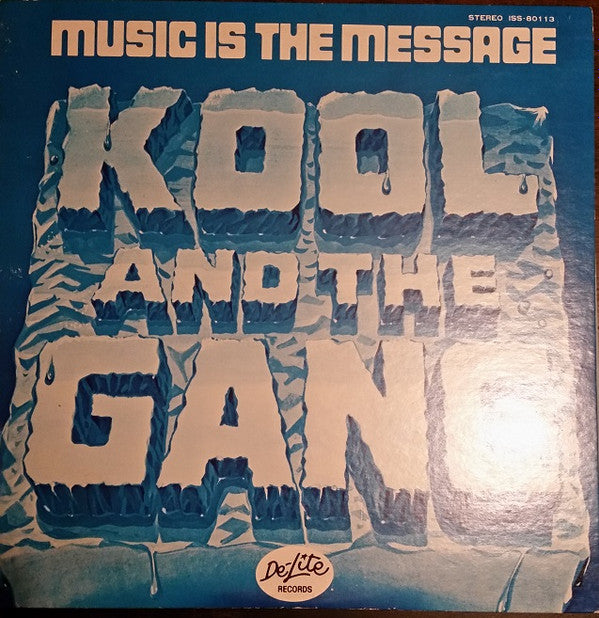 STEREO ISS-80113
MUSIC IS THE MESSAGE
KOOL
AND THE
GANG
De-Lite
RECORDS